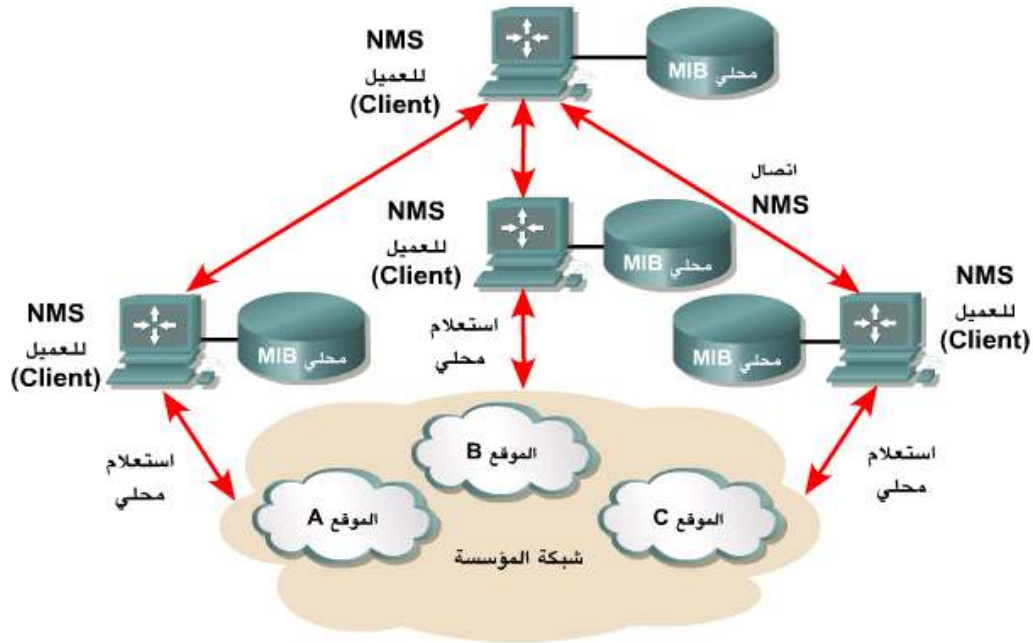 NMS
للعميل
(Client)
محلي MIB
اتصال
NMS
NMS
للعميل
(Client)
محلي MIB
NMS
للعميل
(Client)
محلي MIB
NMS
للعميل
(Client)
محلي MIB
استعلام
محلي
استعلام
محلي
استعلام
محلي
الموقع B
الموقع A
الموقع C
شبكة المؤسسة